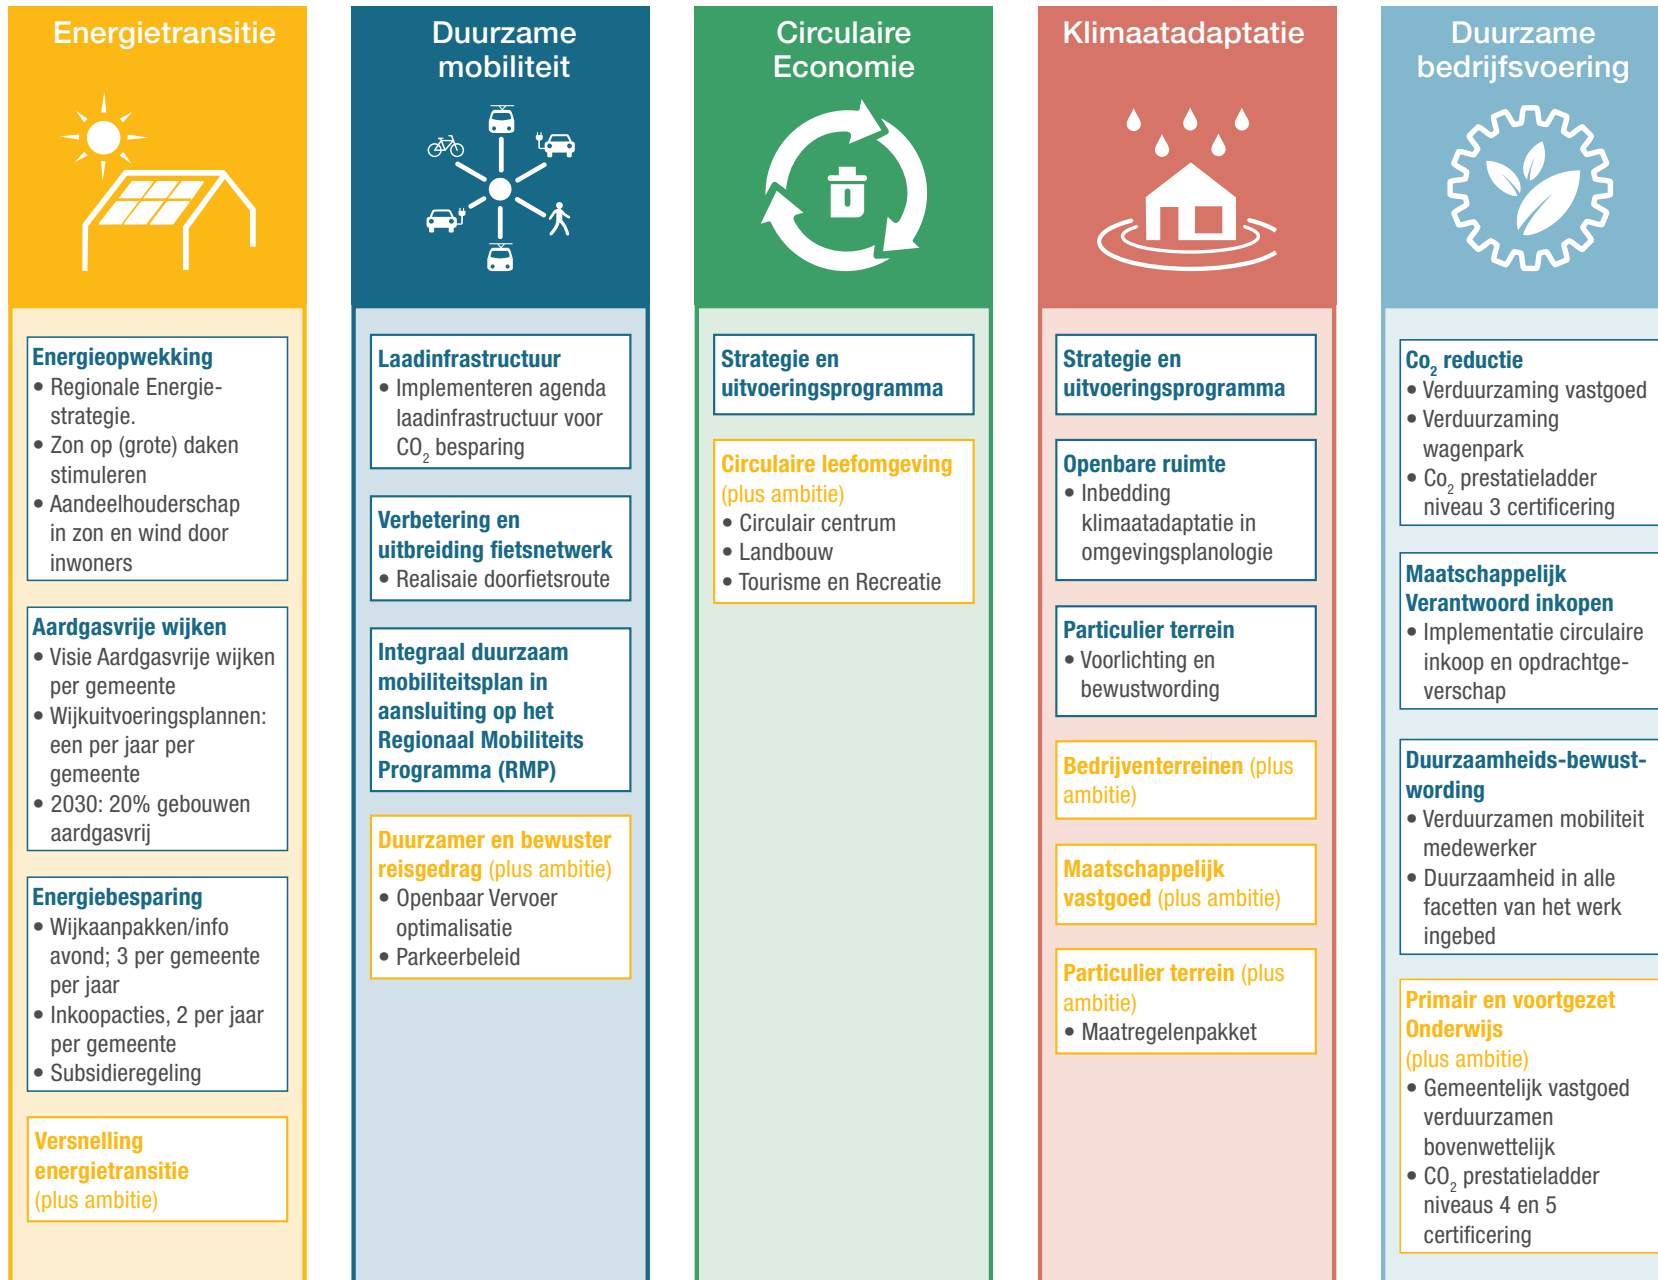 Energietransitie
Energieopwekking
• Regionale Energie-
strategie.
• Zon op (grote) daken
stimuleren
• Aandeelhouderschap
in zon en wind door
inwoners
Aardgasvrije wijken
• Visie Aardgasvrije wijken
per gemeente
• Wijkuitvoeringsplannen:
een per jaar per
gemeente
• 2030: 20% gebouwen
aardgasvrij
Energiebesparing
• Wijkaanpakken/info
avond; 3 per gemeente
per jaar
• Inkoopacties, 2 per jaar
per gemeente
• Subsidieregeling
Versnelling
energietransitie
(plus ambitie)
Duurzame
mobiliteit
Laadinfrastructuur
• Implementeren agenda
laadinfrastructuur voor
CO₂ besparing
Verbetering en
uitbreiding fietsnetwerk
• Realisaie doorfietsroute
Integraal duurzaam
mobiliteitsplan in
aansluiting op het
Regionaal Mobiliteits
Programma (RMP)
Duurzamer en bewuster
reisgedrag (plus ambitie)
• Openbaar Vervoer
optimalisatie
• Parkeerbeleid
Circulaire
Economie
Strategie en
uitvoeringsprogramma
Circulaire leefomgeving
(plus ambitie)
• Circulair centrum
• Landbouw
• Tourisme en Recreatie
Klimaatadaptatie
Strategie en
uitvoeringsprogramma
Openbare ruimte
• Inbedding
klimaatadaptatie in
omgevingsplanologie
Particulier terrein
• Voorlichting en
bewustwording
Bedrijventerreinen (plus
ambitie)
Maatschappelijk
vastgoed (plus ambitie)
Particulier terrein (plus
ambitie)
• Maatregelenpakket
Duurzame
bedrijfsvoering
Co₂ reductie
• Verduurzaming vastgoed
• Verduurzaming
wagenpark
• Co₂ prestatieladder
niveau 3 certificering
Maatschappelijk
Verantwoord inkopen
• Implementatie circulaire
inkoop en opdrachtge-
verschap
Duurzaamheids-bewust-
wording
• Verduurzamen mobiliteit
medewerker
• Duurzaamheid in alle
facetten van het werk
ingebed
Primair en voortgezet
Onderwijs
(plus ambitie)
• Gemeentelijk vastgoed
verduurzamen
bovenwettelijk
• CO₂ prestatieladder
niveaus 4 en 5
certificering